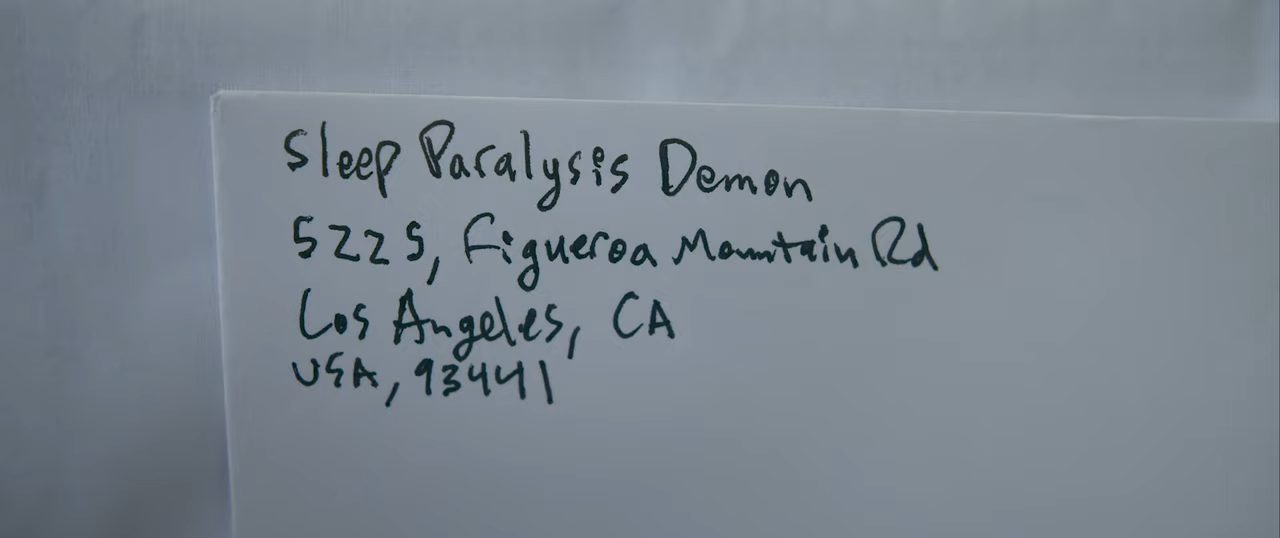 Sleep Paralysis Demon
5225, Figueroa Mountain Rd
Los Angeles, CA
USA, 93441